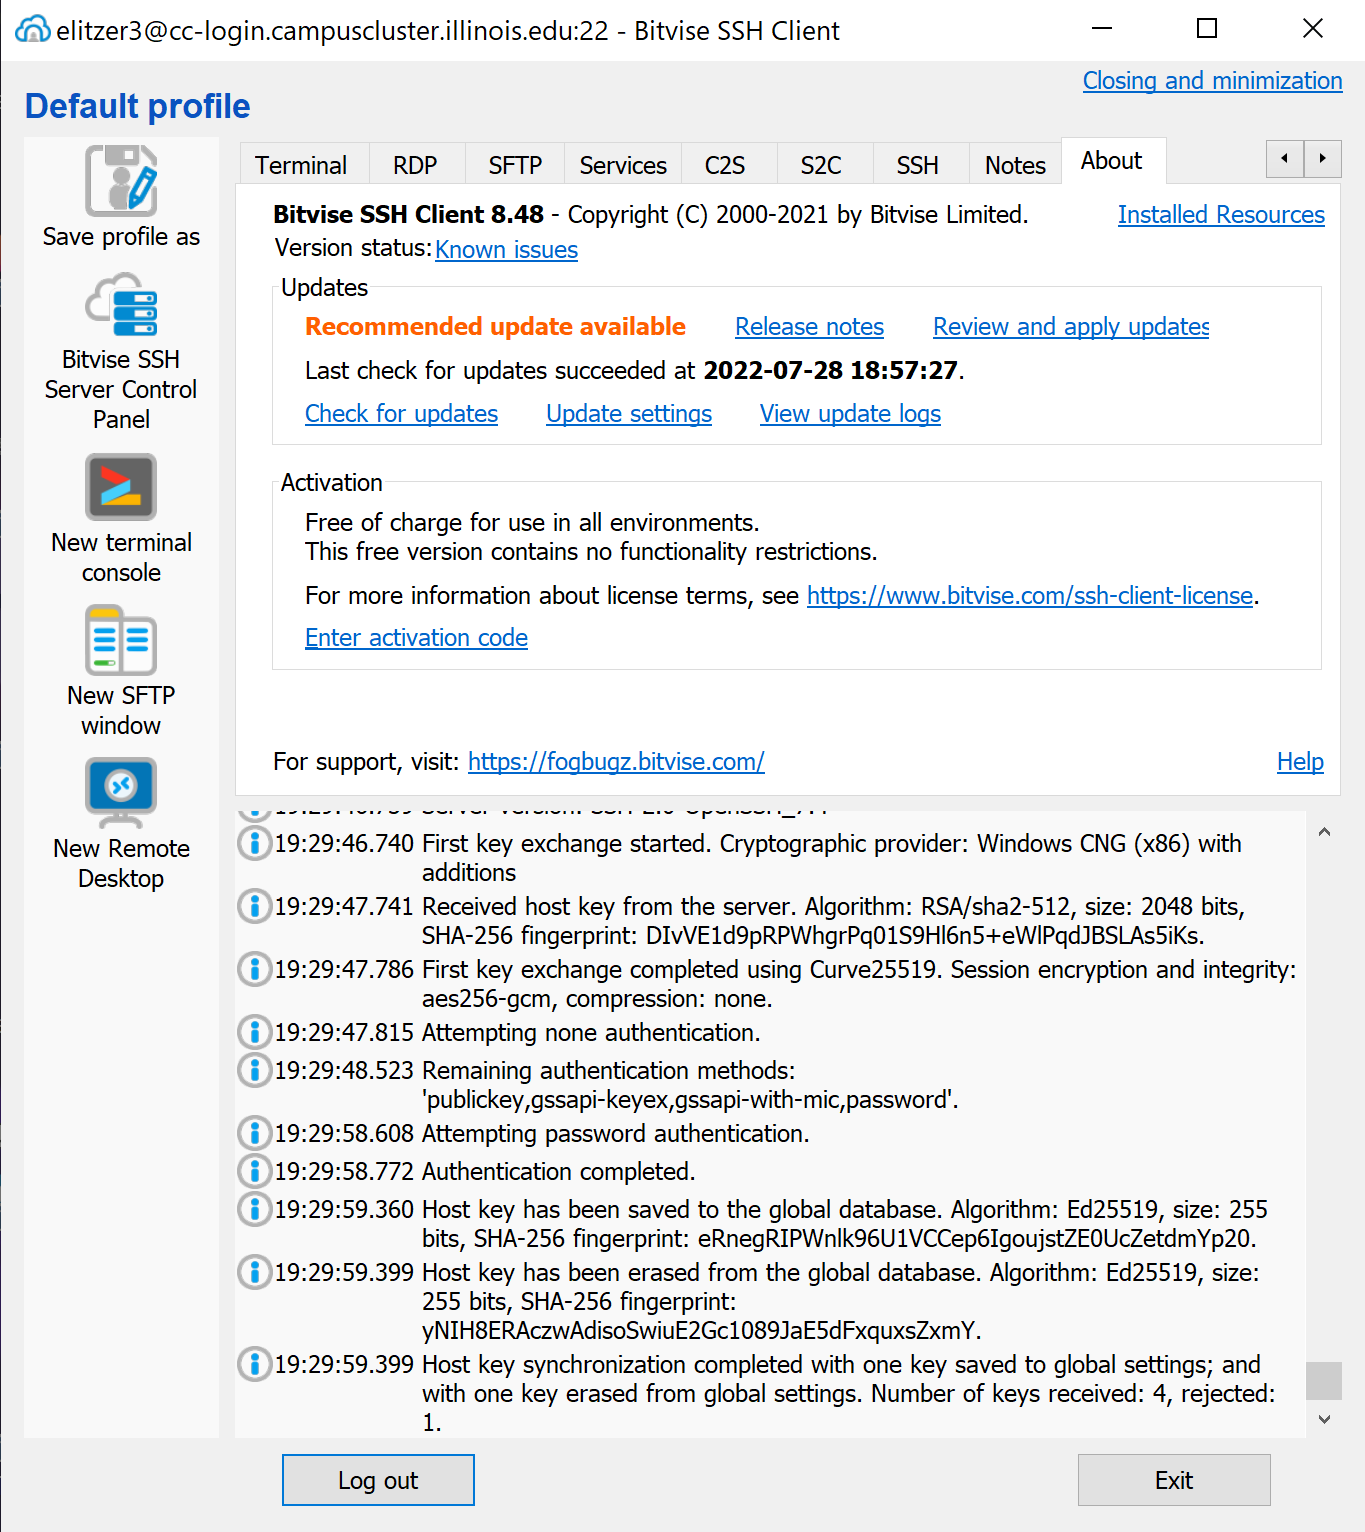 elitzer3@cc-login.campuscluster.illinois.edu:22 - Bitvise SSH Client
Closing and minimization
Default profile
Save profile as
Bitvise SSH
Server Control
Panel
New terminal
console
New SFTP
window
New Remote
Desktop
Terminal RDP SFTP Services C2S S2C SSH Notes About
Bitvise SSH Client 8.48 - Copyright (C) 2000-2021 by Bitvise Limited. Installed Resources
Version status: Known issues
Updates
Recommended update available Release notes Review and apply updates
Last check for updates succeeded at 2022-07-28 18:57:27.
Check for updates Update settings View update logs
Activation
Free of charge for use in all environments.
This free version contains no functionality restrictions.
For more information about license terms, see https://www.bitvise.com/ssh-client-license.
Enter activation code
For support, visit: https://fogbugz.bitvise.com/ Help
19:29:46.740 First key exchange started. Cryptographic provider: Windows CNG (x86) with
additions
19:29:47.741 Received host key from the server. Algorithm: RSA/sha2-512, size: 2048 bits,
SHA-256 fingerprint: DIvVE1d9pRPWhgrPq01S9Hl6n5+eWlPqdJBSLAs5iKs.
19:29:47.786 First key exchange completed using Curve25519. Session encryption and integrity:
aes256-gcm, compression: none.
19:29:47.815 Attempting none authentication.
19:29:48.523 Remaining authentication methods:
'publickey,gssapi-keyex,gssapi-with-mic,password'.
19:29:58.608 Attempting password authentication.
19:29:58.772 Authentication completed.
19:29:59.360 Host key has been saved to the global database. Algorithm: Ed25519, size: 255
bits, SHA-256 fingerprint: eRnegRIPWnlk96U1VCCep6IgoujstZE0UcZetdmYp20.
19:29:59.399 Host key has been erased from the global database. Algorithm: Ed25519, size:
255 bits, SHA-256 fingerprint:
yNIH8ERAczwAdisoSwiuE2Gc1089JaE5dFxquxsZxmY.
19:29:59.399 Host key synchronization completed with one key saved to global settings; and
with one key erased from global settings. Number of keys received: 4, rejected:
1.
Log out Exit